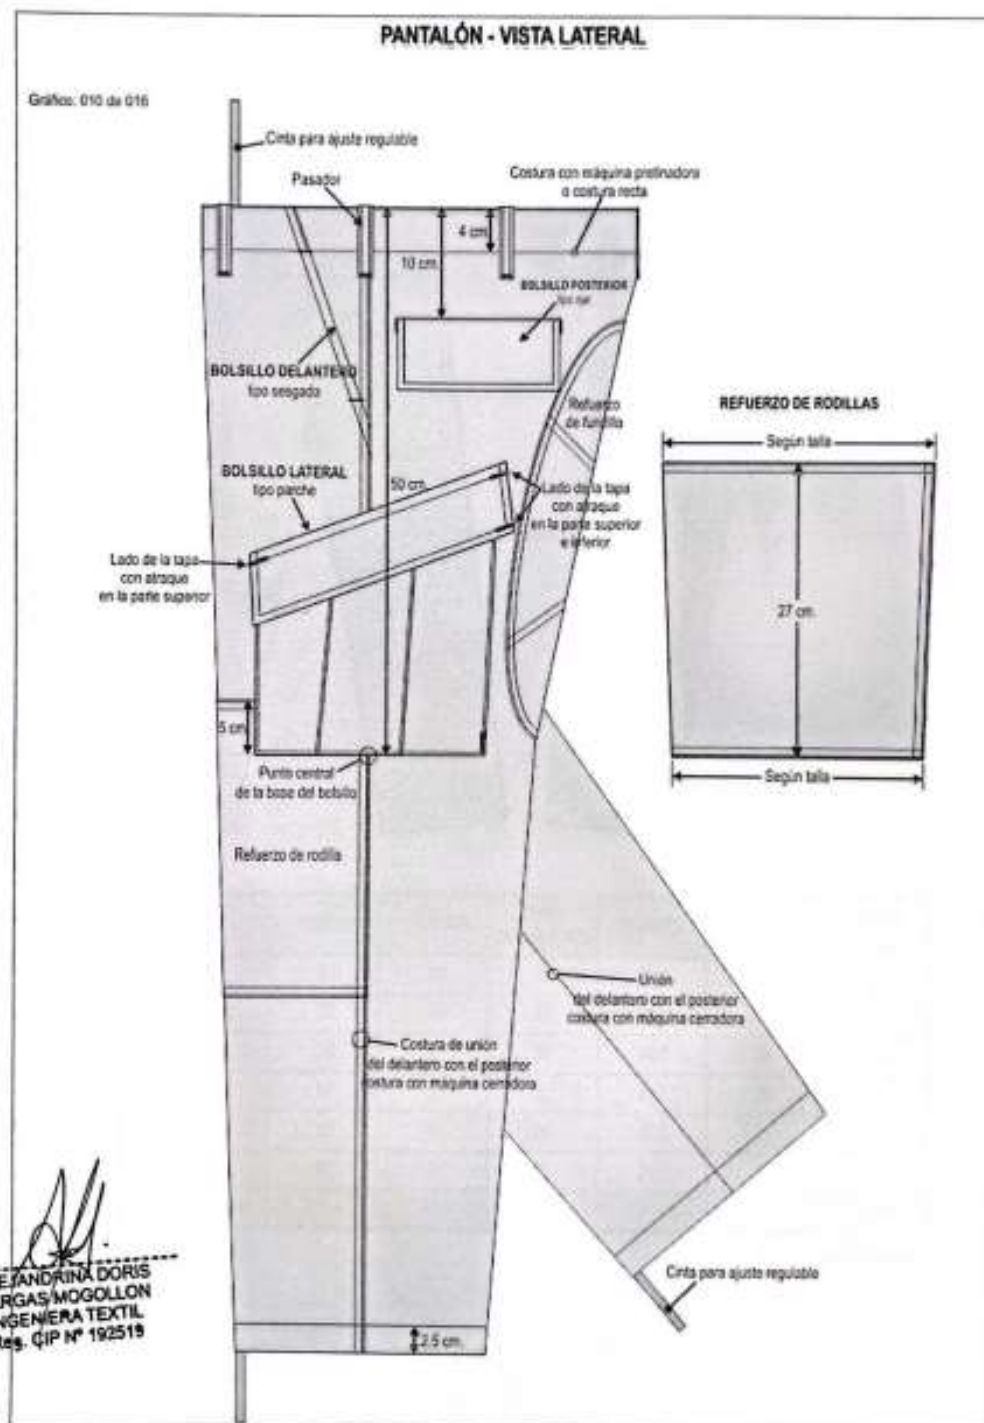 PANTALÓN - VISTA LATERAL
Gráfico: 010 de 016
Cinta para ajuste regulable
Pasador
Costura con máquina pretinadora
o costura recta
4 cm.
10 cm.
BOLSILLO POSTERIOR
BOLSILLO DELANTERO
tipo sesgado
Refuerzo
de fundilla
REFUERZO DE RODILLAS
Según talla
BOLSILLO LATERAL
tipo parche
50 cm.
Lado de la tapa
con atraque
en la parte superior
e inferior
Lado de la tapa
con atraque
en la parte superior
27 cm.
5 cm
Punto central
de la base del bolsillo
Según talla
Refuerzo de rodilla
Unión
del delantero con el posterior
costura con máquina cerradora
Costura de unión
del delantero con el posterior
costura con máquina cerradora
Cinta para ajuste regulable
2.5 cm.
EJANDRINA DORIS
ARGAS MOGOLLON
NGENIERA TEXTIL
Reg. CIP Nº 192519